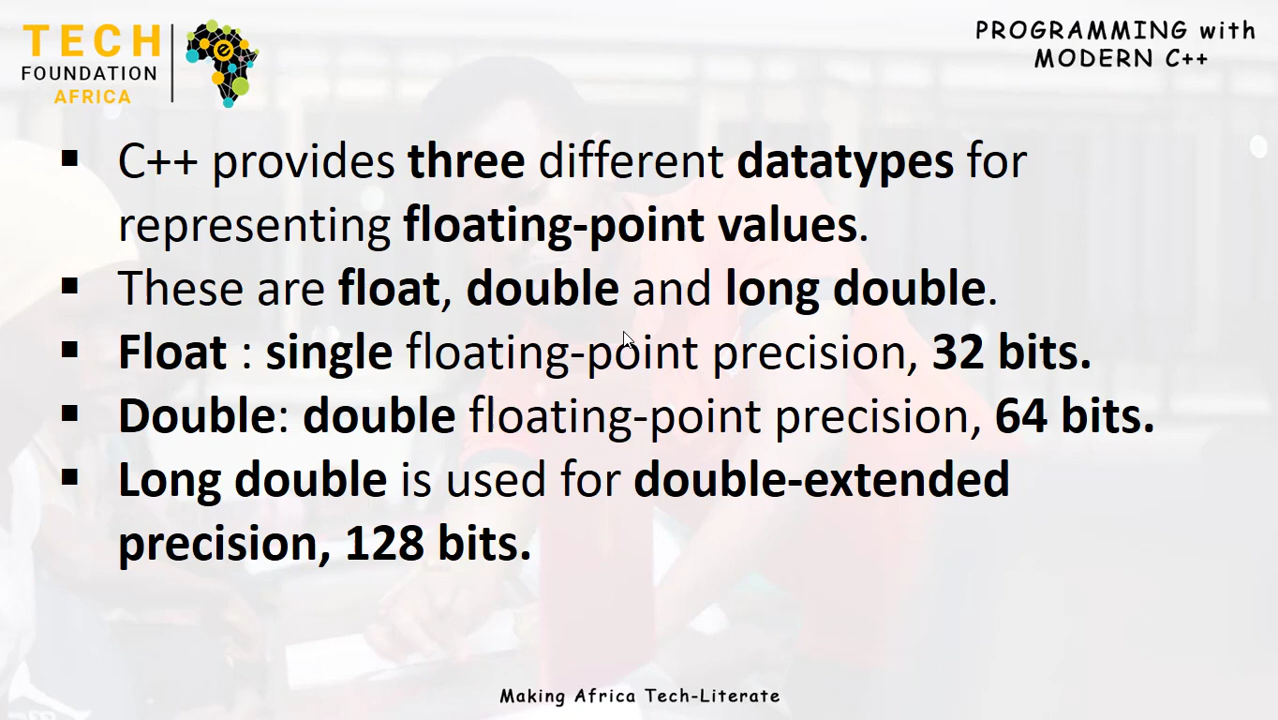 TECH
FOUNDATION
AFRICA
e
PROGRAMMING with
MODERN C++
▪ C++ provides three different datatypes for
representing floating-point values.
▪ These are float, double and long double.
▪ Float : single floating-point precision, 32 bits.
▪ Double: double floating-point precision, 64 bits.
▪ Long double is used for double-extended
precision, 128 bits.
Making Africa Tech-Literate